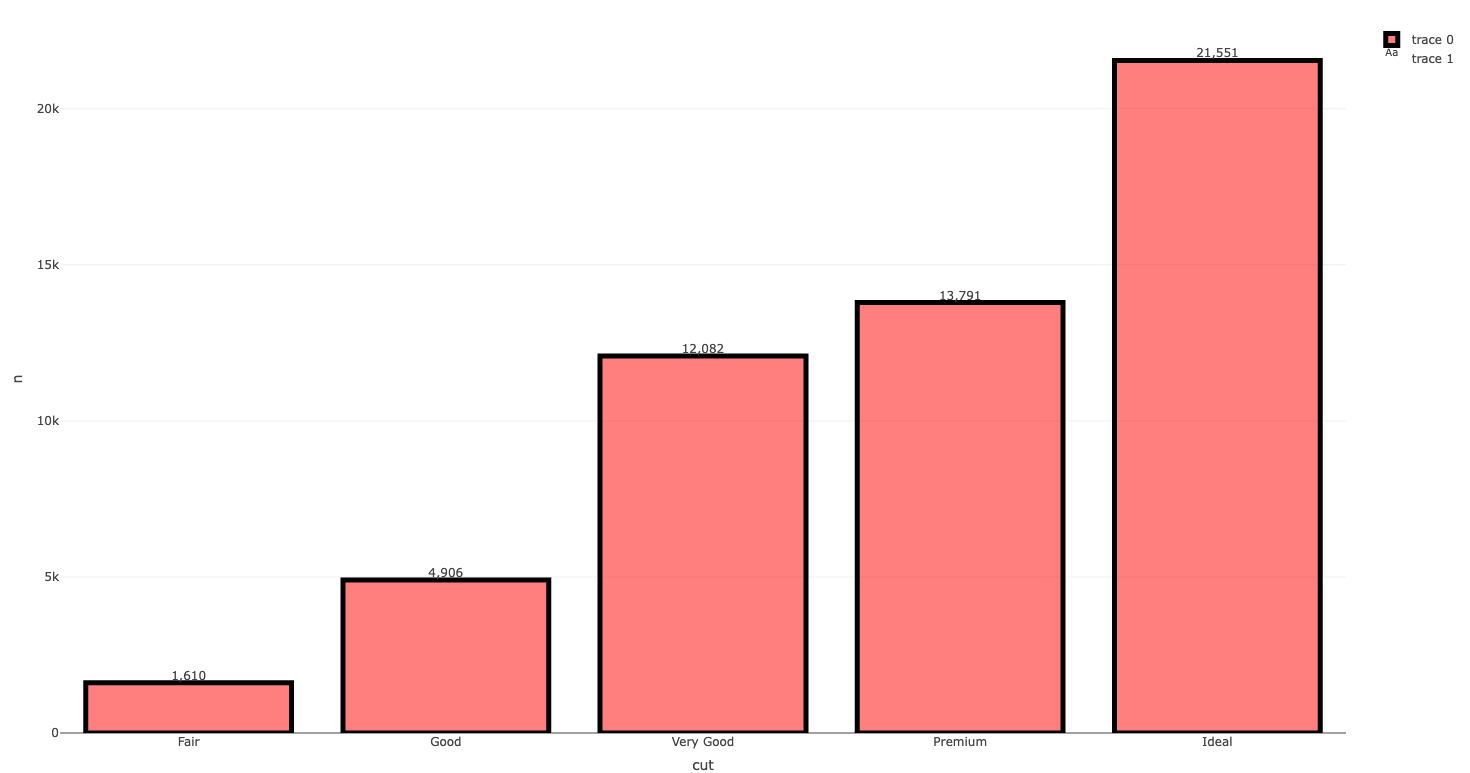 trace 0
Aa trace 1
21,551
20k
15k
13,791
12,082
n
10k
4,906
5k
1,610
0
Fair Good Very Good Premium Ideal
cut